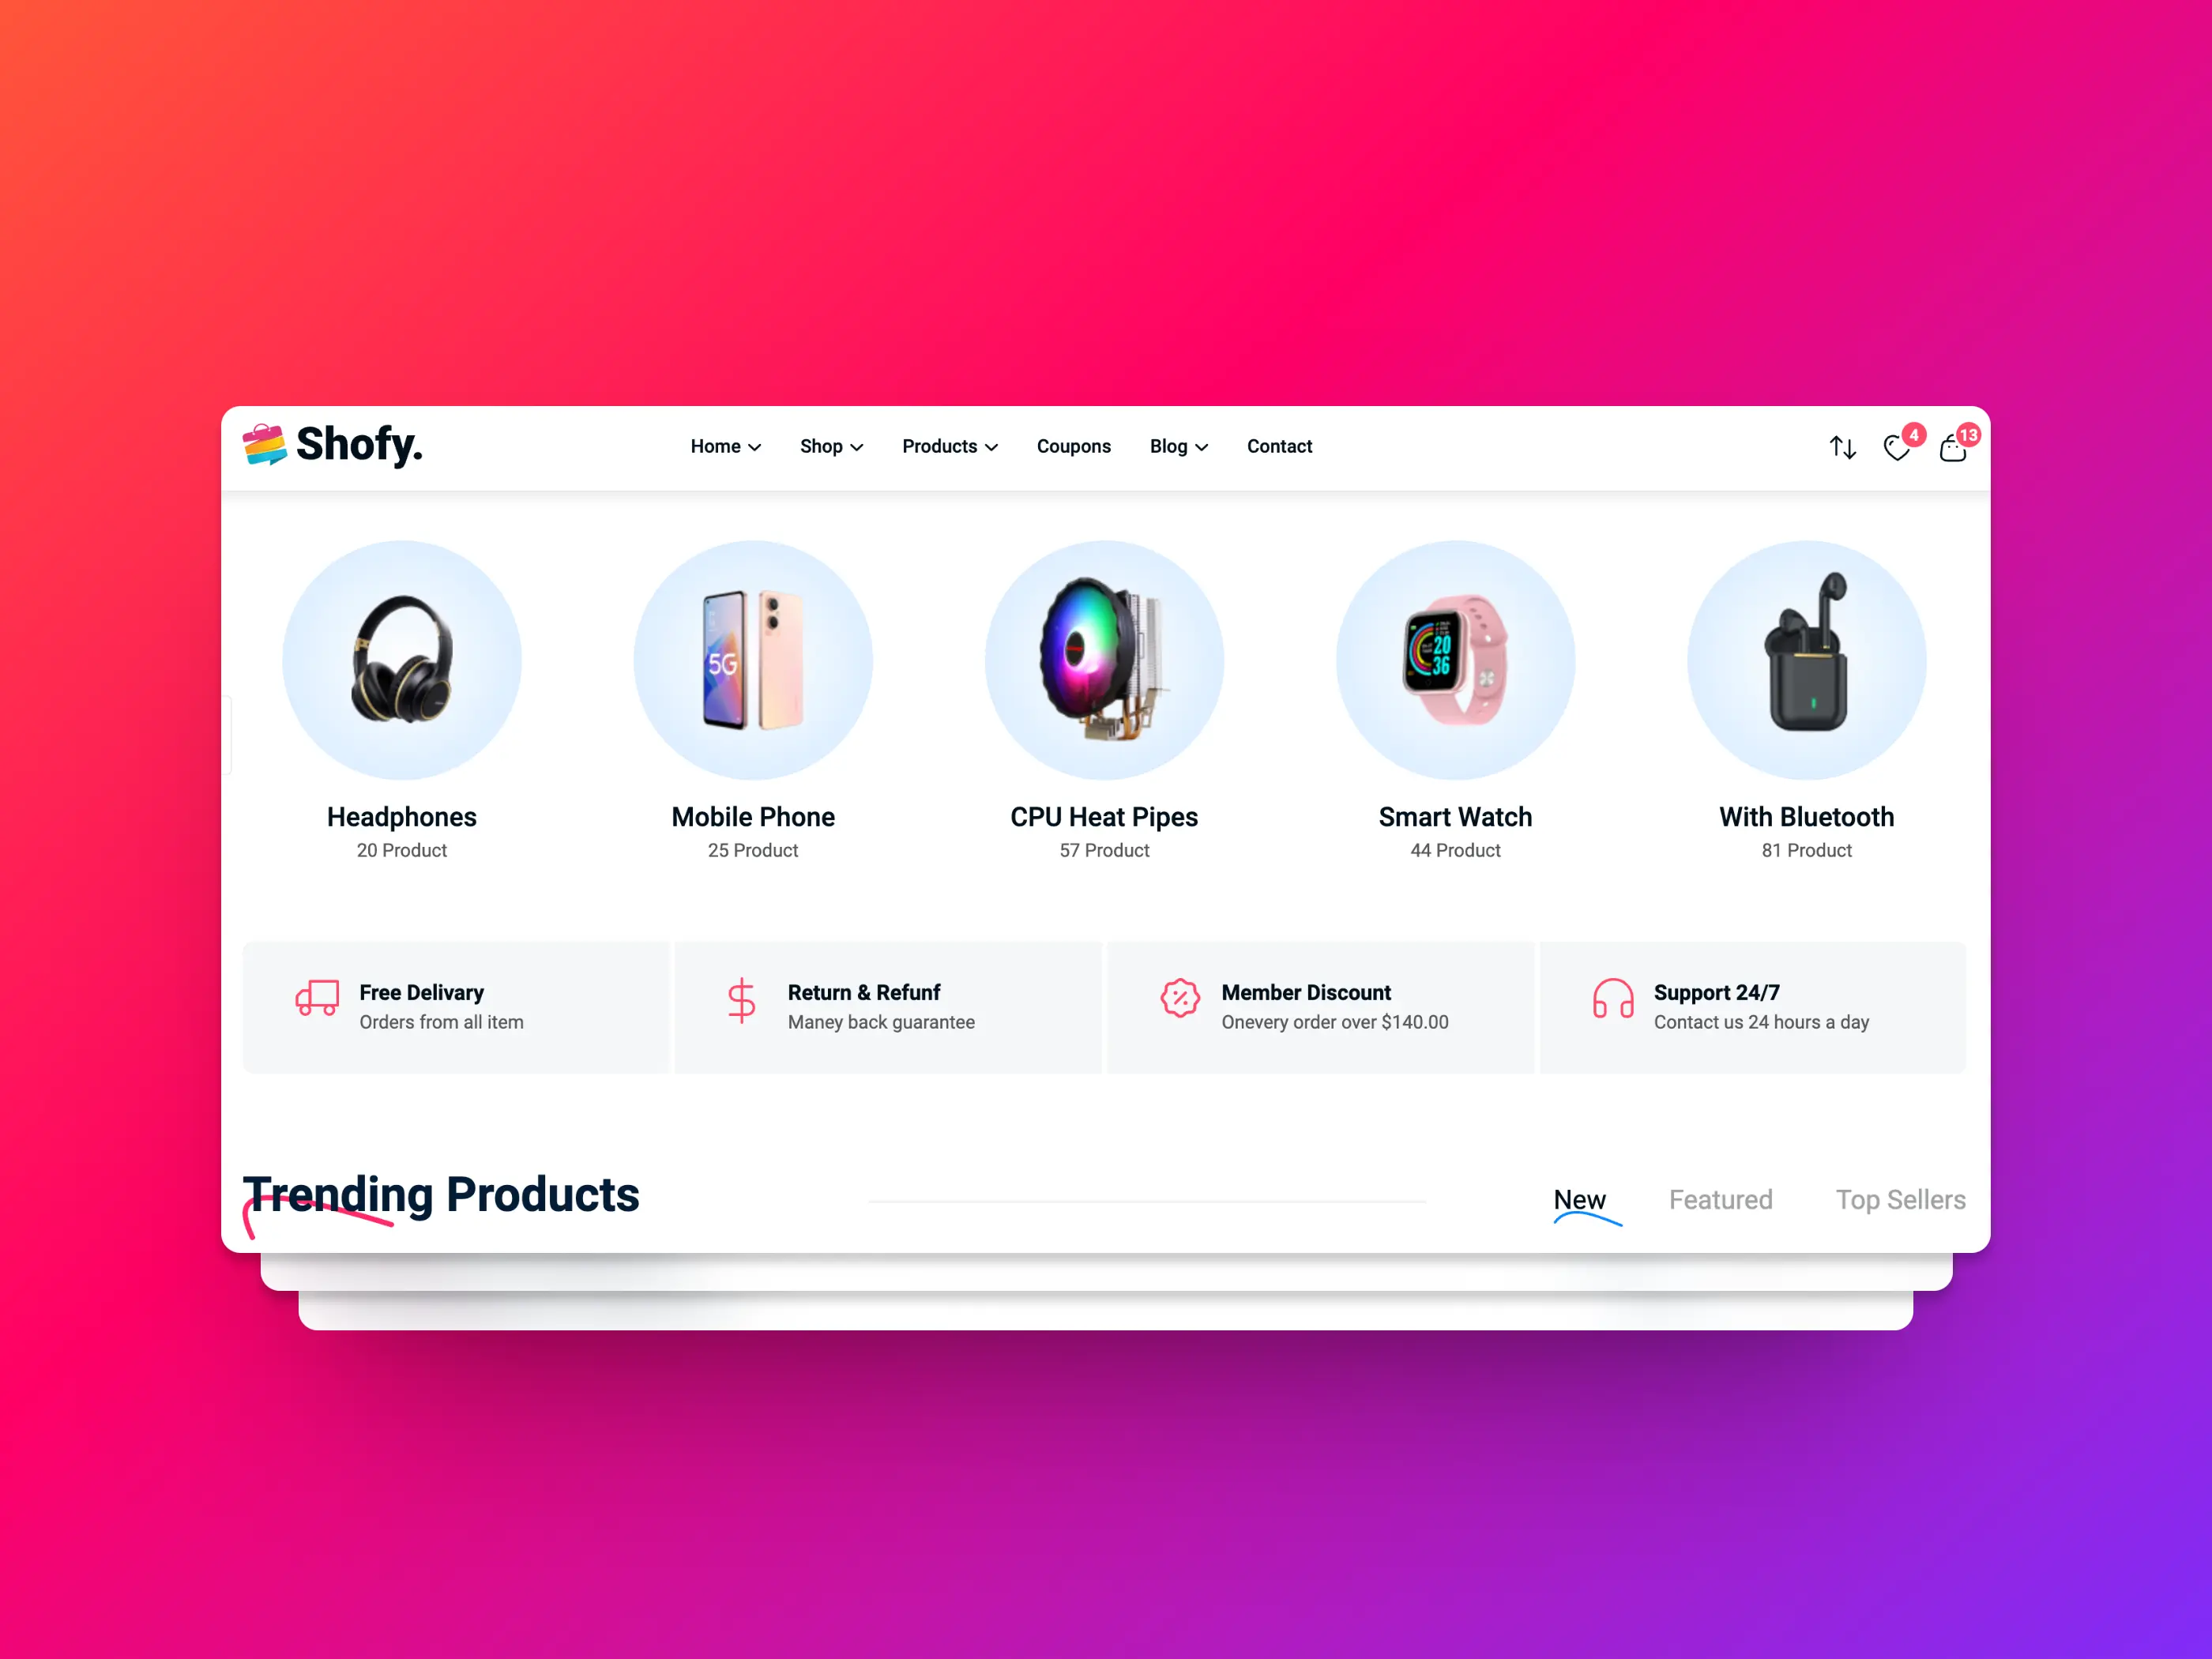 Shofy.
Home Shop Products Coupons Blog Contact
4 13
5G
20
36
Headphones
20 Product
Mobile Phone
25 Product
CPU Heat Pipes
57 Product
Smart Watch
44 Product
With Bluetooth
81 Product
Free Delivary
Orders from all item
Return & Refunf
Maney back guarantee
Member Discount
Onevery order over $140.00
Support 24/7
Contact us 24 hours a day
Trending Products
New Featured Top Sellers